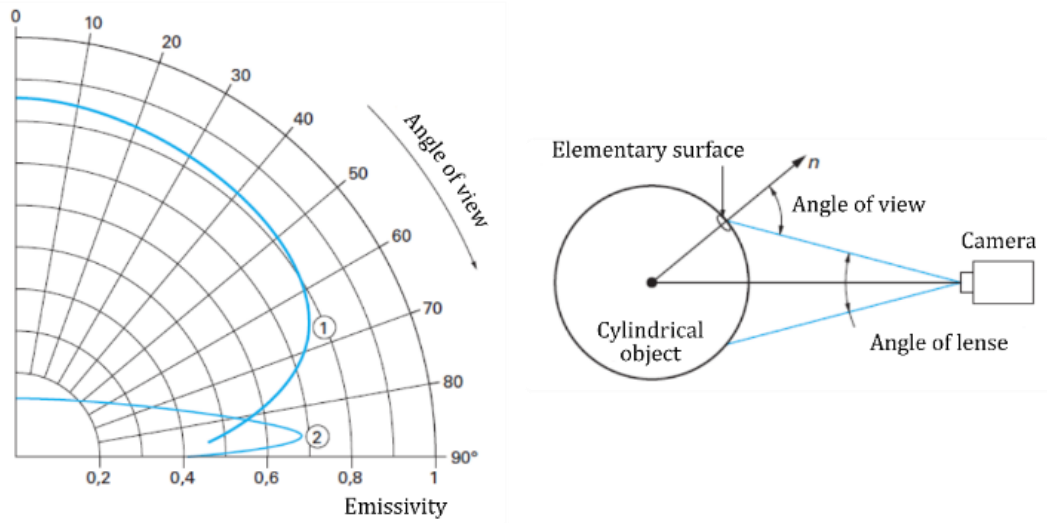 0
10
20
30
40
50
60
70
80
90°
Angle of view
1
2
0,2
0,4
0,6
0,8
1
Emissivity
Elementary surface
n
Angle of view
Camera
Cylindrical
object
Angle of lense